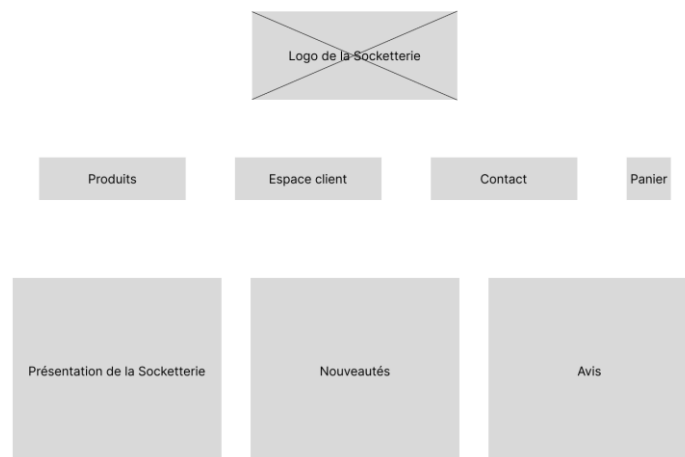 Logo de la Socketterie
Produits
Espace client
Contact
Panier
Présentation de la Socketterie
Nouveautés
Avis